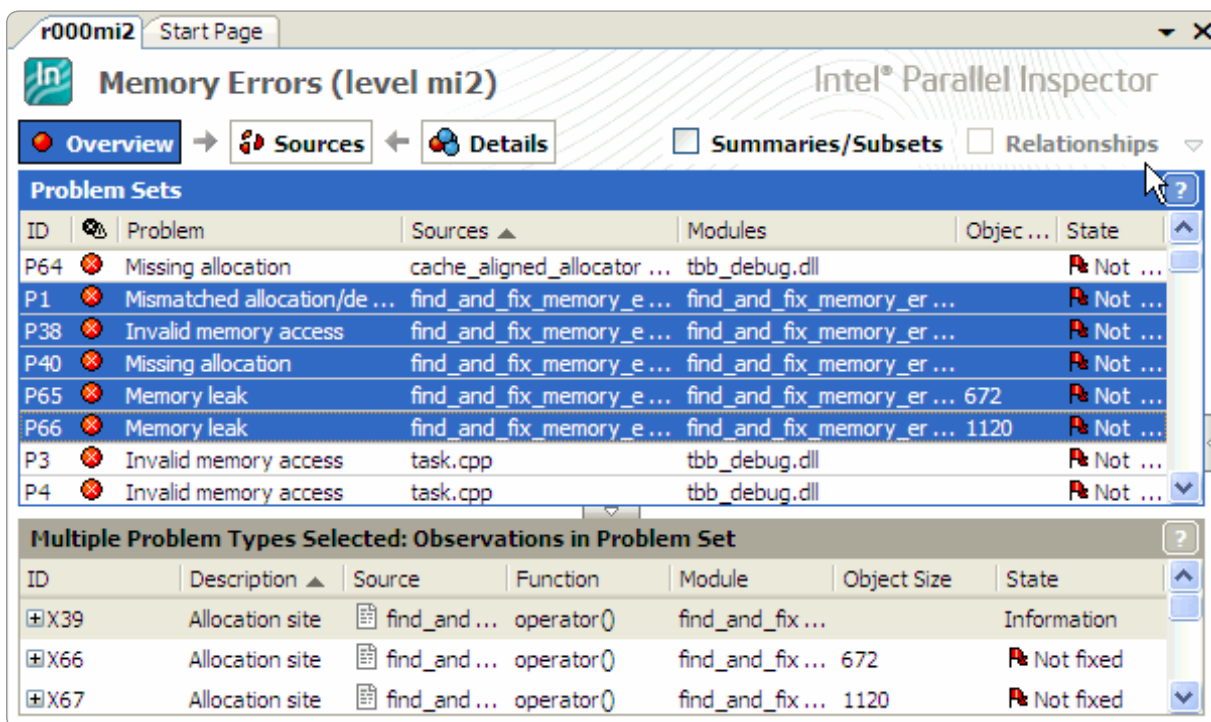 r000mi2 Start Page
Memory Errors (level mi2) Intel® Parallel Inspector
Overview Sources Details Summaries/Subsets Relationships
Problem Sets ?
ID Problem Sources Modules Objec ... State
P64 Missing allocation cache_aligned_allocator ... tbb_debug.dll Not ...
P1 Mismatched allocation/de ... find_and_fix_memory_e ... find_and_fix_memory_er ... Not ...
P38 Invalid memory access find_and_fix_memory_e ... find_and_fix_memory_er ... Not ...
P40 Missing allocation find_and_fix_memory_e ... find_and_fix_memory_er ... Not ...
P65 Memory leak find_and_fix_memory_e ... find_and_fix_memory_er ... 672 Not ...
P66 Memory leak find_and_fix_memory_e ... find_and_fix_memory_er ... 1120 Not ...
P3 Invalid memory access task.cpp tbb_debug.dll Not ...
P4 Invalid memory access task.cpp tbb_debug.dll Not ...
Multiple Problem Types Selected: Observations in Problem Set ?
ID Description Source Function Module Object Size State
X39 Allocation site find_and ... operator() find_and_fix ... Information
X66 Allocation site find_and ... operator() find_and_fix ... 672 Not fixed
X67 Allocation site find_and ... operator() find_and_fix ... 1120 Not fixed